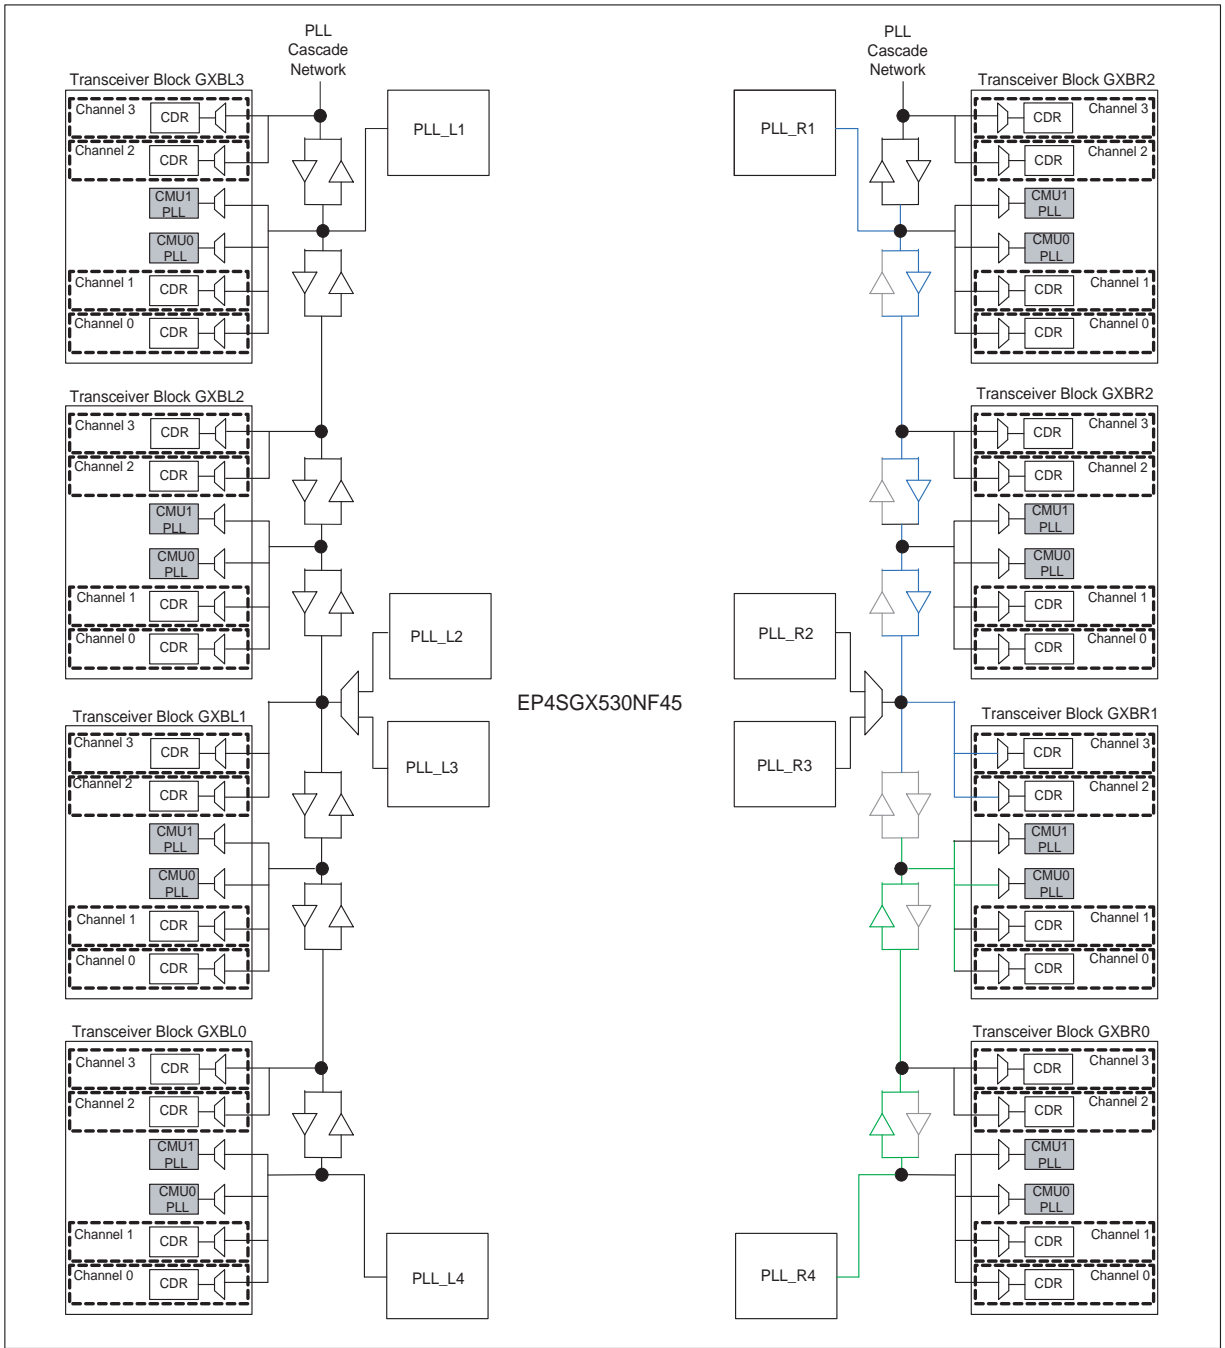 PLL
Cascade
Network
Transceiver Block GXBL3
Channel 3
CDR
Channel 2
CDR
CMU1
PLL
CMU0
PLL
Channel 1
CDR
Channel 0
CDR
PLL_L1
Transceiver Block GXBL2
Channel 3
CDR
Channel 2
CDR
CMU1
PLL
CMU0
PLL
Channel 1
CDR
Channel 0
CDR
PLL_L2
Transceiver Block GXBL1
Channel 3
CDR
Channel 2
CDR
CMU1
PLL
CMU0
PLL
Channel 1
CDR
Channel 0
CDR
PLL_L3
Transceiver Block GXBL0
Channel 3
CDR
Channel 2
CDR
CMU1
PLL
CMU0
PLL
Channel 1
CDR
Channel 0
CDR
PLL_L4
EP4SGX530NF45
PLL
Cascade
Network
PLL_R1
Transceiver Block GXBR2
CDR
Channel 3
CDR
Channel 2
CMU1
PLL
CMU0
PLL
CDR
Channel 1
CDR
Channel 0
Transceiver Block GXBR2
CDR
Channel 3
CDR
Channel 2
CMU1
PLL
CMU0
PLL
CDR
Channel 1
CDR
Channel 0
PLL_R2
PLL_R3
Transceiver Block GXBR1
CDR
Channel 3
CDR
Channel 2
CMU1
PLL
CMU0
PLL
CDR
Channel 1
CDR
Channel 0
Transceiver Block GXBR0
CDR
Channel 3
CDR
Channel 2
CMU1
PLL
CMU0
PLL
CDR
Channel 1
CDR
Channel 0
PLL_R4